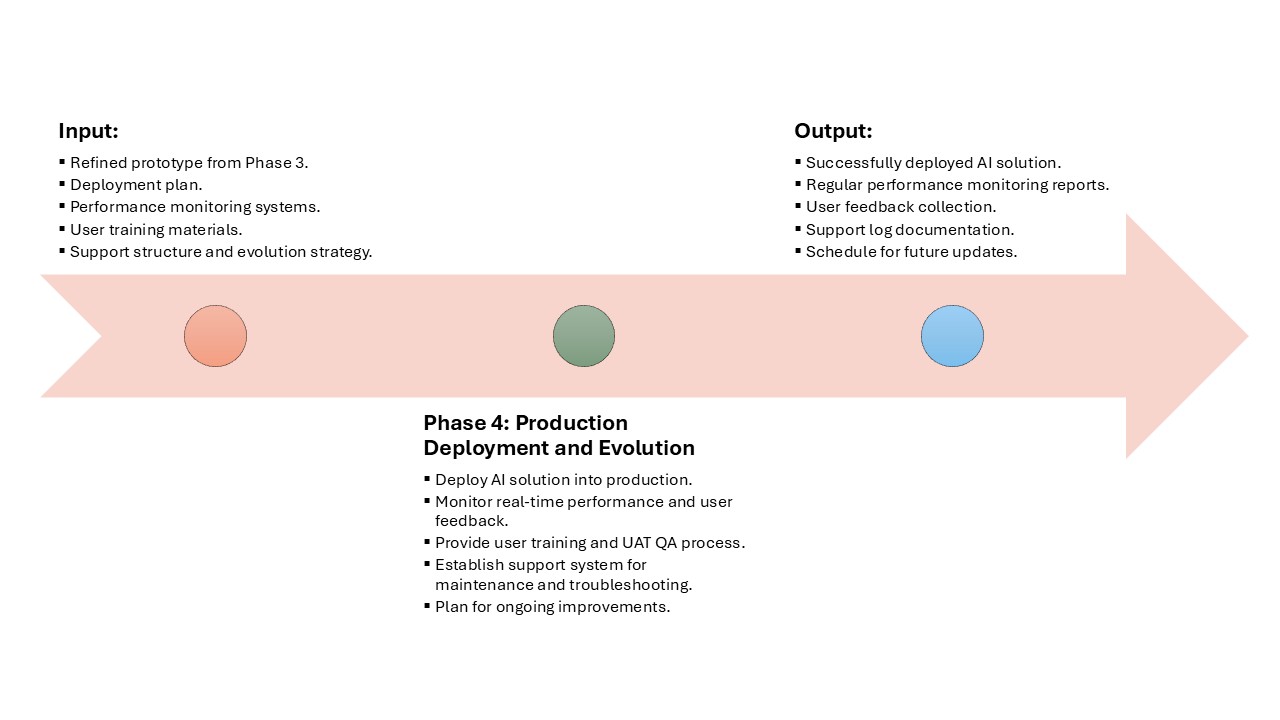 Input:
▪ Refined prototype from Phase 3.
▪ Deployment plan.
▪ Performance monitoring systems.
▪ User training materials.
▪ Support structure and evolution strategy.
Output:
▪ Successfully deployed AI solution.
▪ Regular performance monitoring reports.
▪ User feedback collection.
▪ Support log documentation.
▪ Schedule for future updates.
Phase 4: Production
Deployment and Evolution
▪ Deploy AI solution into production.
▪ Monitor real-time performance and user
feedback.
▪ Provide user training and UAT QA process.
▪ Establish support system for
maintenance and troubleshooting.
▪ Plan for ongoing improvements.